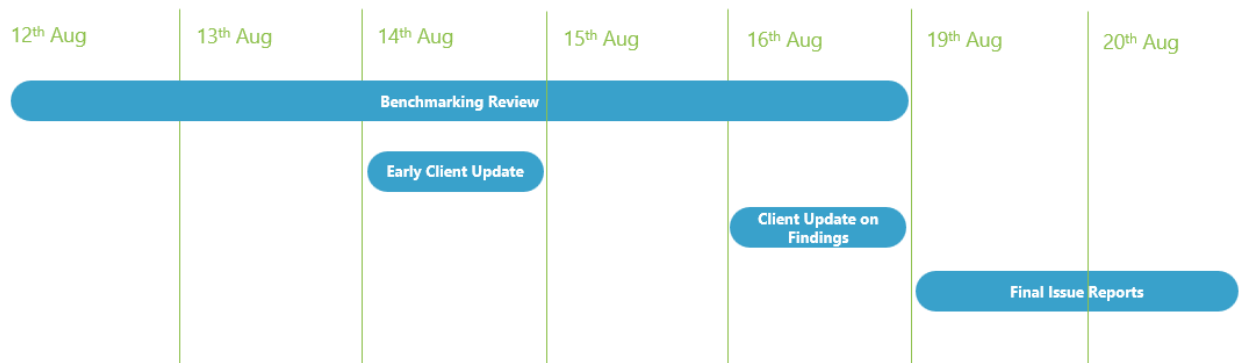 12th Aug
13th Aug
14th Aug
15th Aug
16th Aug
19th Aug
20th Aug
Benchmarking Review
Early Client Update
Client Update on
Findings
Final Issue Reports